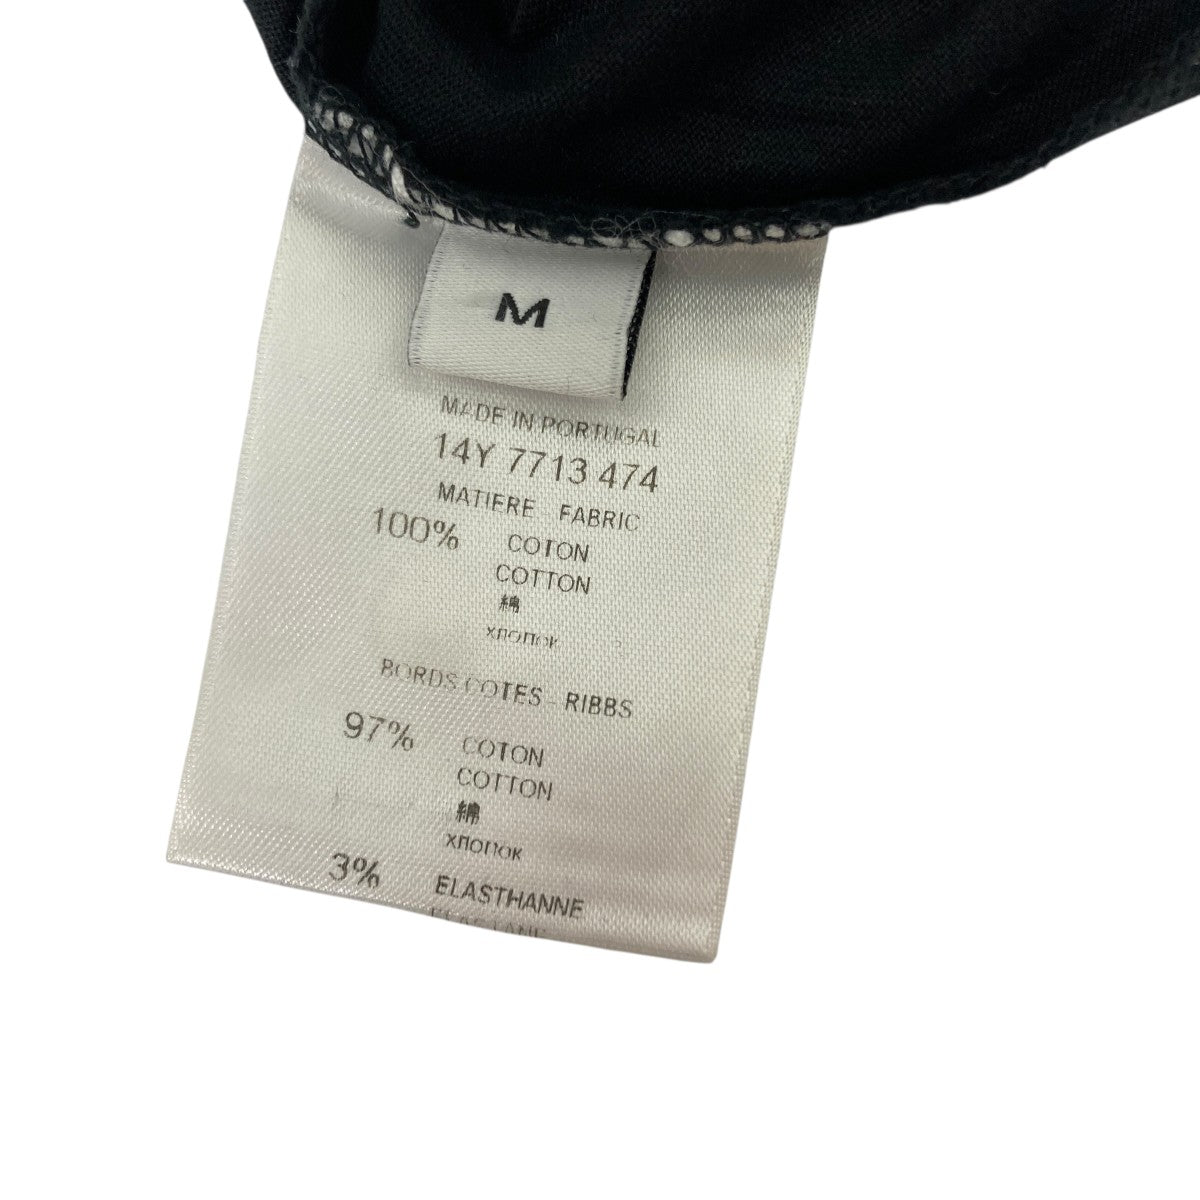 M
MADE IN PORTUGAL
14Y 7713 474
MATIERE FABRIC
100% COTON
COTTON
綿
хлопок
BORDS COTES - RIBBS
97% COTON
COTTON
綿
хлопок
3% ELASTHANNE
ELASTANE